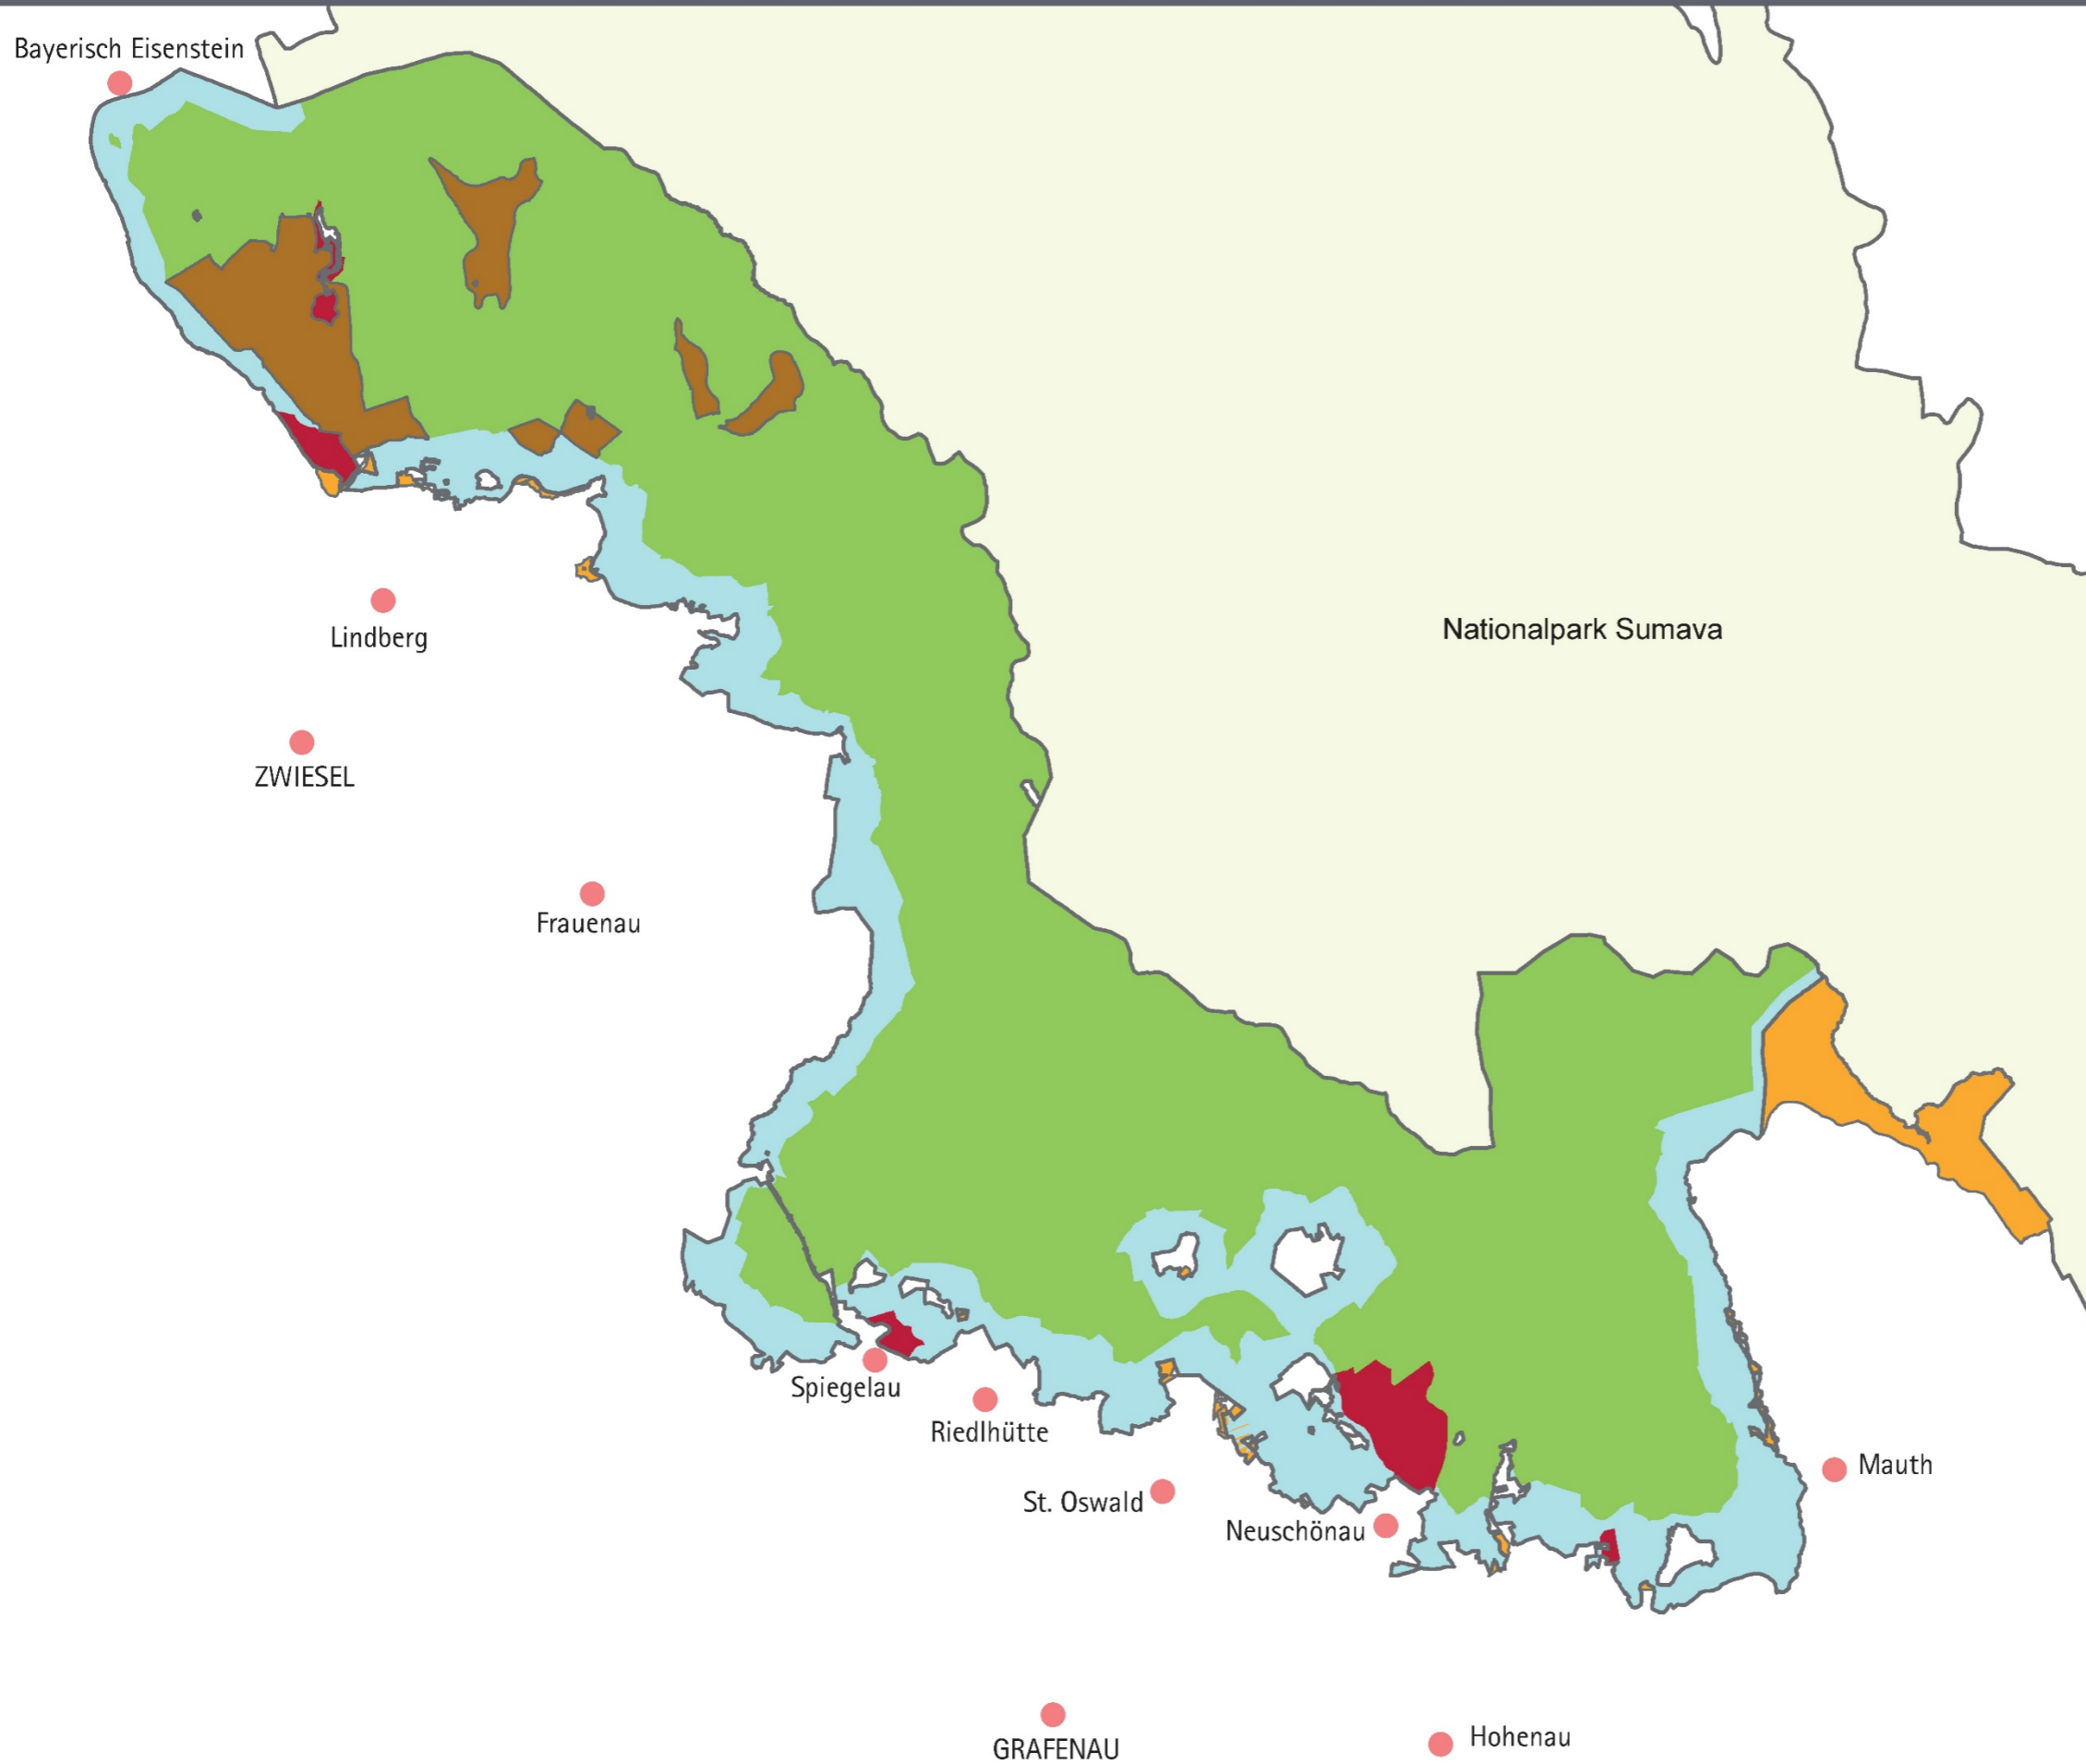 Bayerisch Eisenstein
Nationalpark Sumava
Lindberg
ZWIESEL
Frauenau
Spiegelau
Riedlhütte
Mauth
St. Oswald
Neuschönau
Hohenau
GRAFENAU